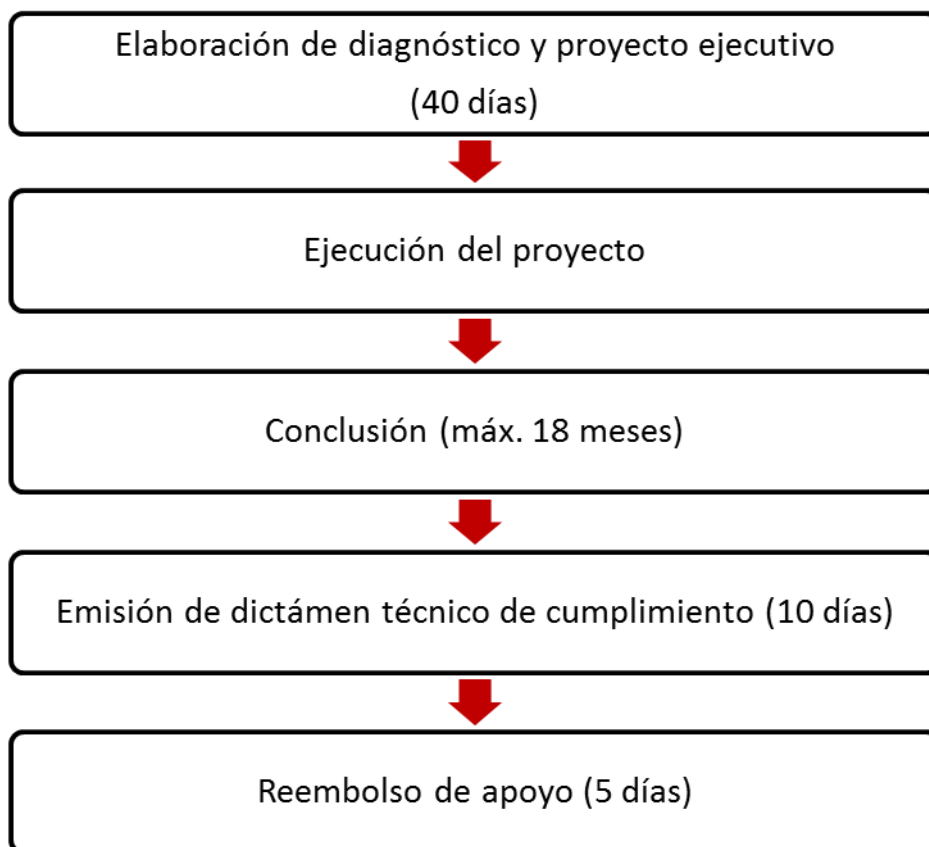 Elaboración de diagnóstico y proyecto ejecutivo
(40 días)
Ejecución del proyecto
Conclusión (máx. 18 meses)
Emisión de dictámen técnico de cumplimiento (10 días)
Reembolso de apoyo (5 días)